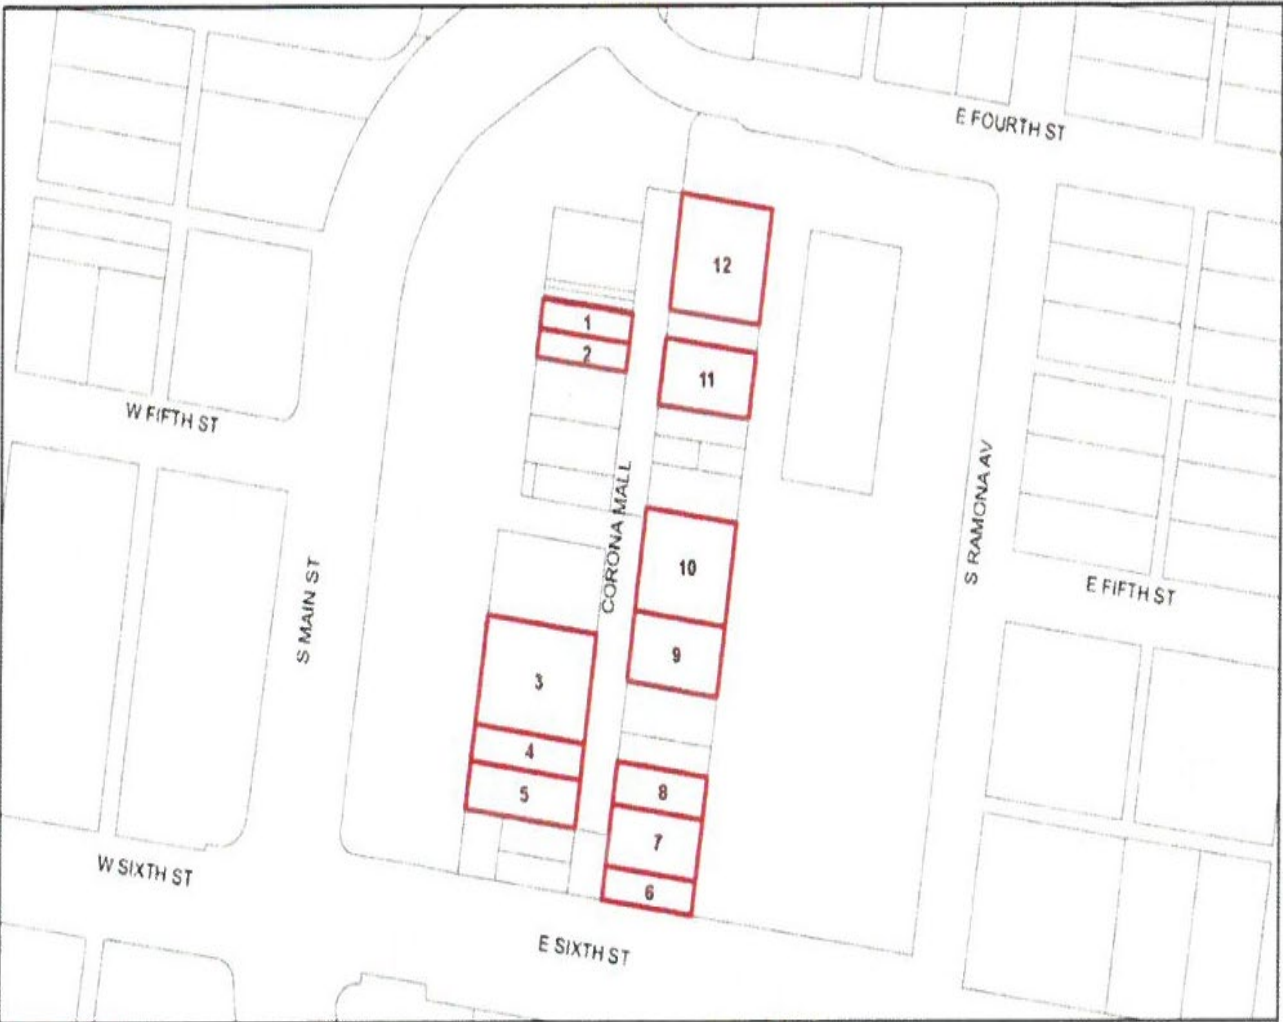 E FOURTH ST
12
1
2
11
W FIFTH ST
CORONA MALL
S RAMONA AV
10
E FIFTH ST
S MAIN ST
9
3
4
8
5
7
W SIXTH ST
6
E SIXTH ST